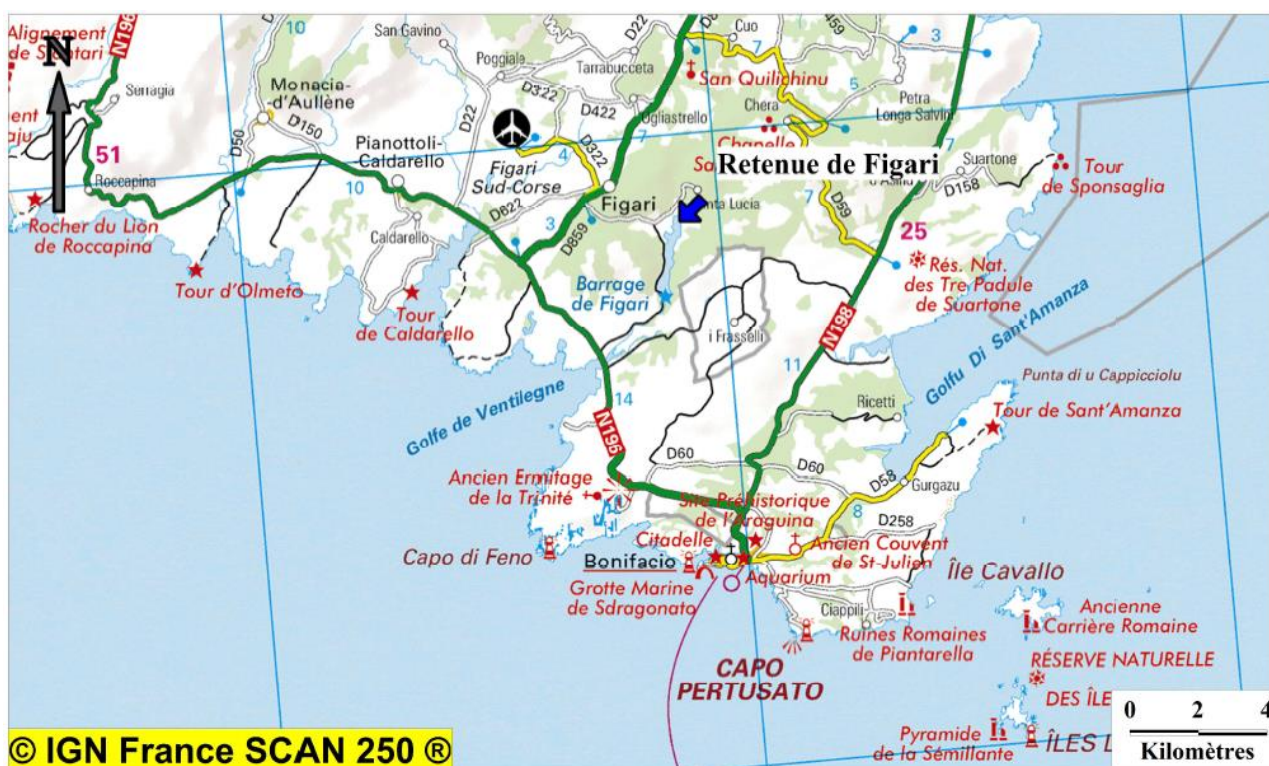 Alignement
de Stantari
N
N196
10
San Gavino
D22
D22
Cuo
7
3
Poggiale
Tarrabucceta
San Quilichinu
5
Serragia
Monacia-
d'Aullène
D322
D422
Chera
Petra
Longa Salvini
D50
D150
Ogliastrello
Chapelle
51
Pianottoli-
Caldarello
4
D322
7
Retenue de Figari
Suartone
Tour
de Sponsaglia
Roccapina
10
Figari
Sud-Corse
D158
Rocher du Lion
de Roccapina
D622
Figari
7
D59
Caldarello
3
D859
25
Tour d'Olmeto
Tour
de Caldarello
Barrage
de Figari
Rés. Nat.
des Tre Padule
de Suartone
i Frasselli
N198
Golfu Di Sant'Amanza
11
Punta di u Cappicciolu
Golfe de Ventilegne
14
Ricetti
Tour de Sant'Amanza
N196
D60
D60
D58
Gurgazu
Ancien Ermitage
de la Trinité
Site Préhistorique
de l'Araguina
8
D258
Capo di Feno
Citadelle
Bonifacio
Ancien Couvent
de St-Julien
Aquarium
Grotte Marine
de Sdragonato
Île Cavallo
Ciappili
Ancienne
Carrière Romaine
Ruines Romaines
de Piantarella
CAPO
PERTUSATO
RÉSERVE NATURELLE
DES ÎLE
Pyramide
de la Sémillante
ÎLES L
0 2 4
Kilomètres
© IGN France SCAN 250 ®